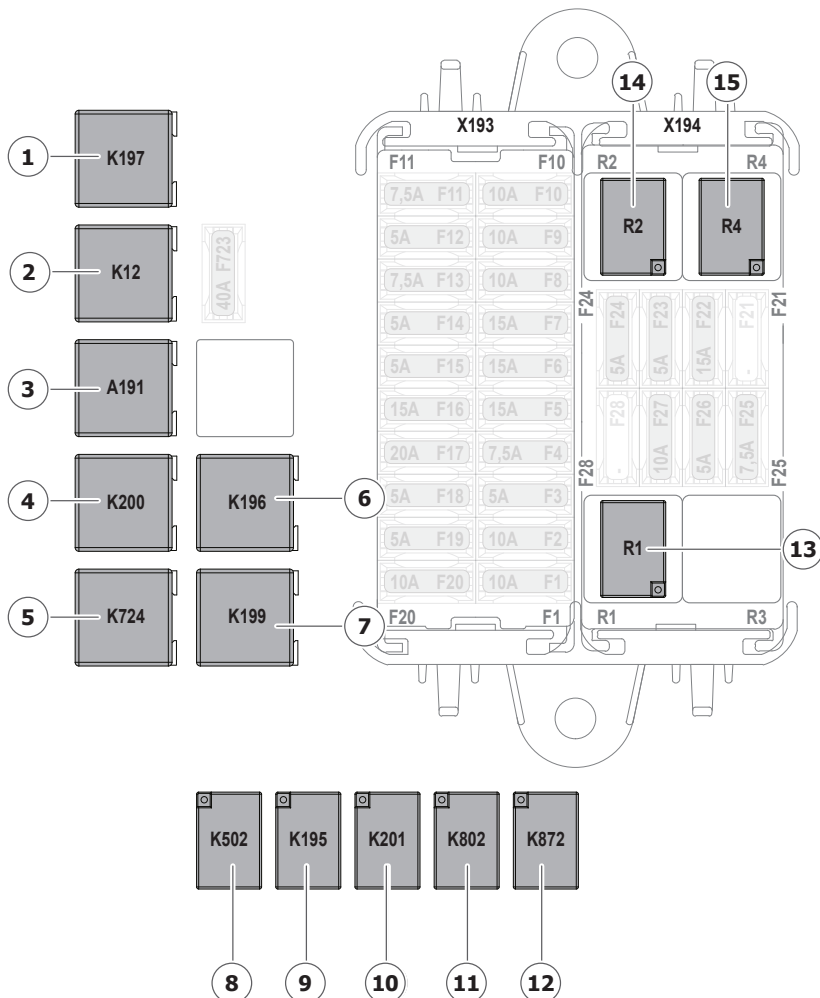 14 15
X193 X194
F11 F10 R2 R4
1 K197
7,5A F11 10A F10
R2 R4
5A F12 10A F9
2 K12
40A F723
7,5A F13 10A F8
F24 F21
5A F24
5A F23
15A F22
- F21
5A F14 15A F7
5A F15 15A F6
3 A191
15A F16 15A F5
- F28
10A F27
5A F26
7,5A F25
20A F17 7,5A F4
F28 F25
4 K200 K196 6
5A F18 5A F3
5A F19 10A F2
R1 13
10A F20 10A F1
5 K724 K199 7
F20 F1 R1 R3
K502 K195 K201 K802 K872
8 9 10 11 12